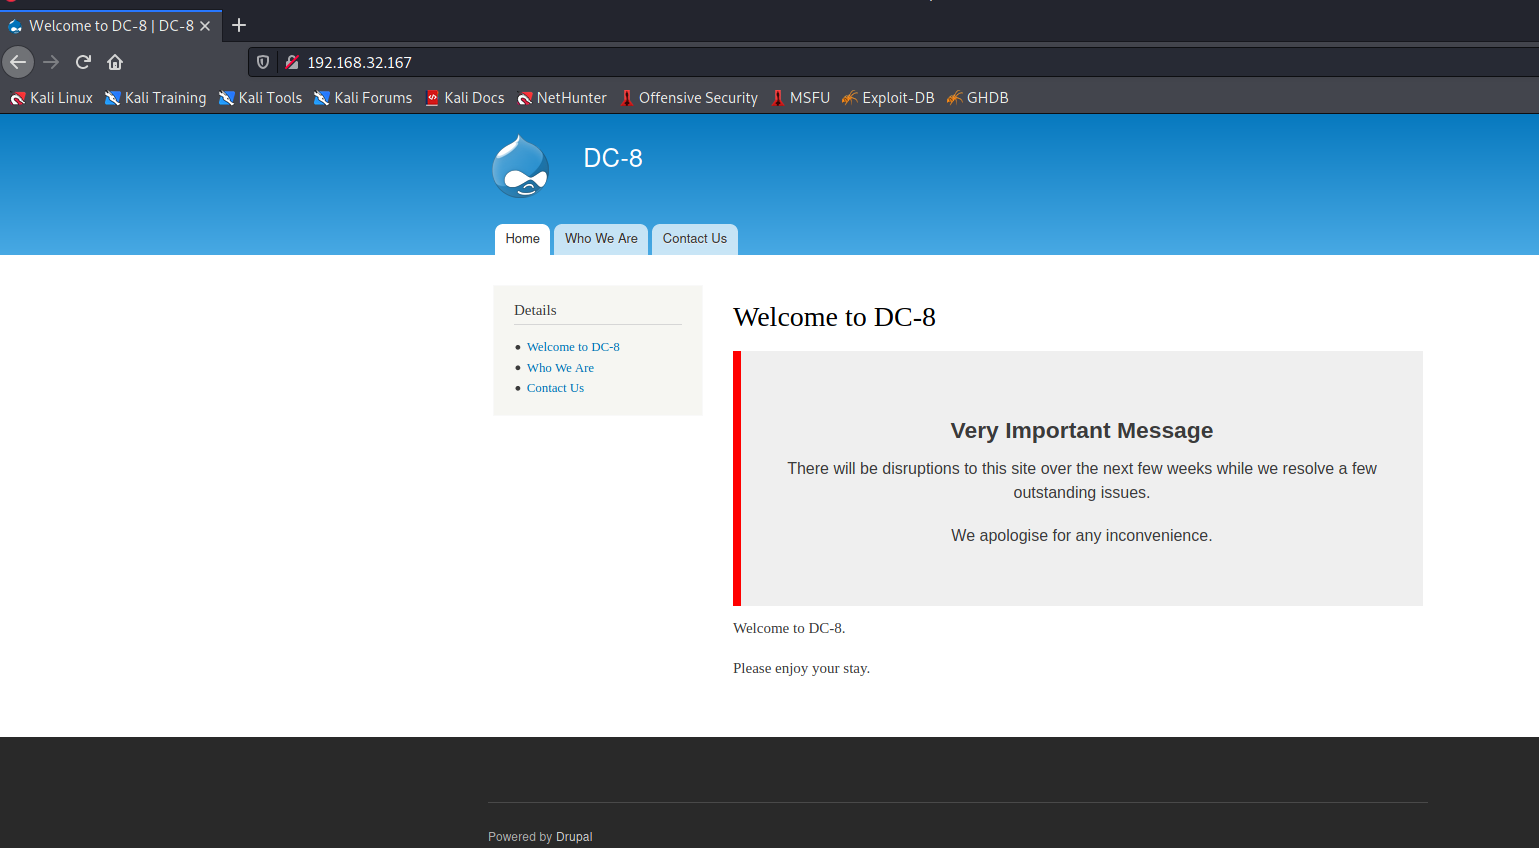 Welcome to DC-8 | DC-8
192.168.32.167
Kali Linux Kali Training Kali Tools Kali Forums Kali Docs NetHunter Offensive Security MSFU Exploit-DB GHDB
DC-8
Home Who We Are Contact Us
Details
Welcome to DC-8
Who We Are
Contact Us
Welcome to DC-8
Very Important Message
There will be disruptions to this site over the next few weeks while we resolve a few
outstanding issues.
We apologise for any inconvenience.
Welcome to DC-8.
Please enjoy your stay.
Powered by Drupal